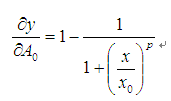 ∂y/∂A₀ = 1 − 1/(1 + (x/x₀)ᵖ) ↵